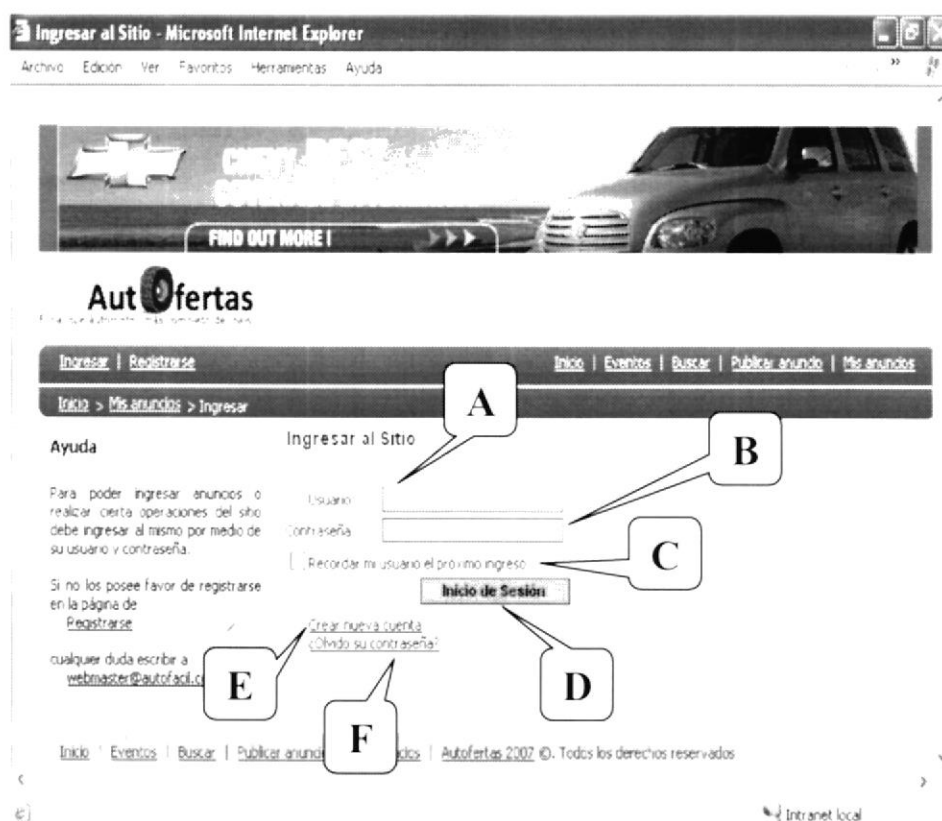 Ingresar al Sitio - Microsoft Internet Explorer
Archivo Edición Ver Favoritos Herramientas Ayuda
»
FIND OUT MORE !
AutOfertas
Ingresar | Registrarse
Inicio | Eventos | Buscar | Publicar anuncio | Mis anuncios
Inicio > Mis anuncios > Ingresar
A
Ayuda
Para poder ingresar anuncios o
realizar cierta operaciones del sitio
debe ingresar al mismo por medio de
su usuario y contraseña.
Si no los posee favor de registrarse
en la página de
Registrarse
cualquier duda escribir a
webmaster@autofacil.c
Ingresar al Sitio
Usuario
Contraseña
B
Recordar mi usuario el próximo ingreso
C
Inicio de Sesión
D
Crear nueva cuenta
¿Olvido su contraseña?
E
F
Inicio | Eventos | Buscar | Publicar anunci | Autofertas 2007 ©. Todos los derechos reservados
Intranet local